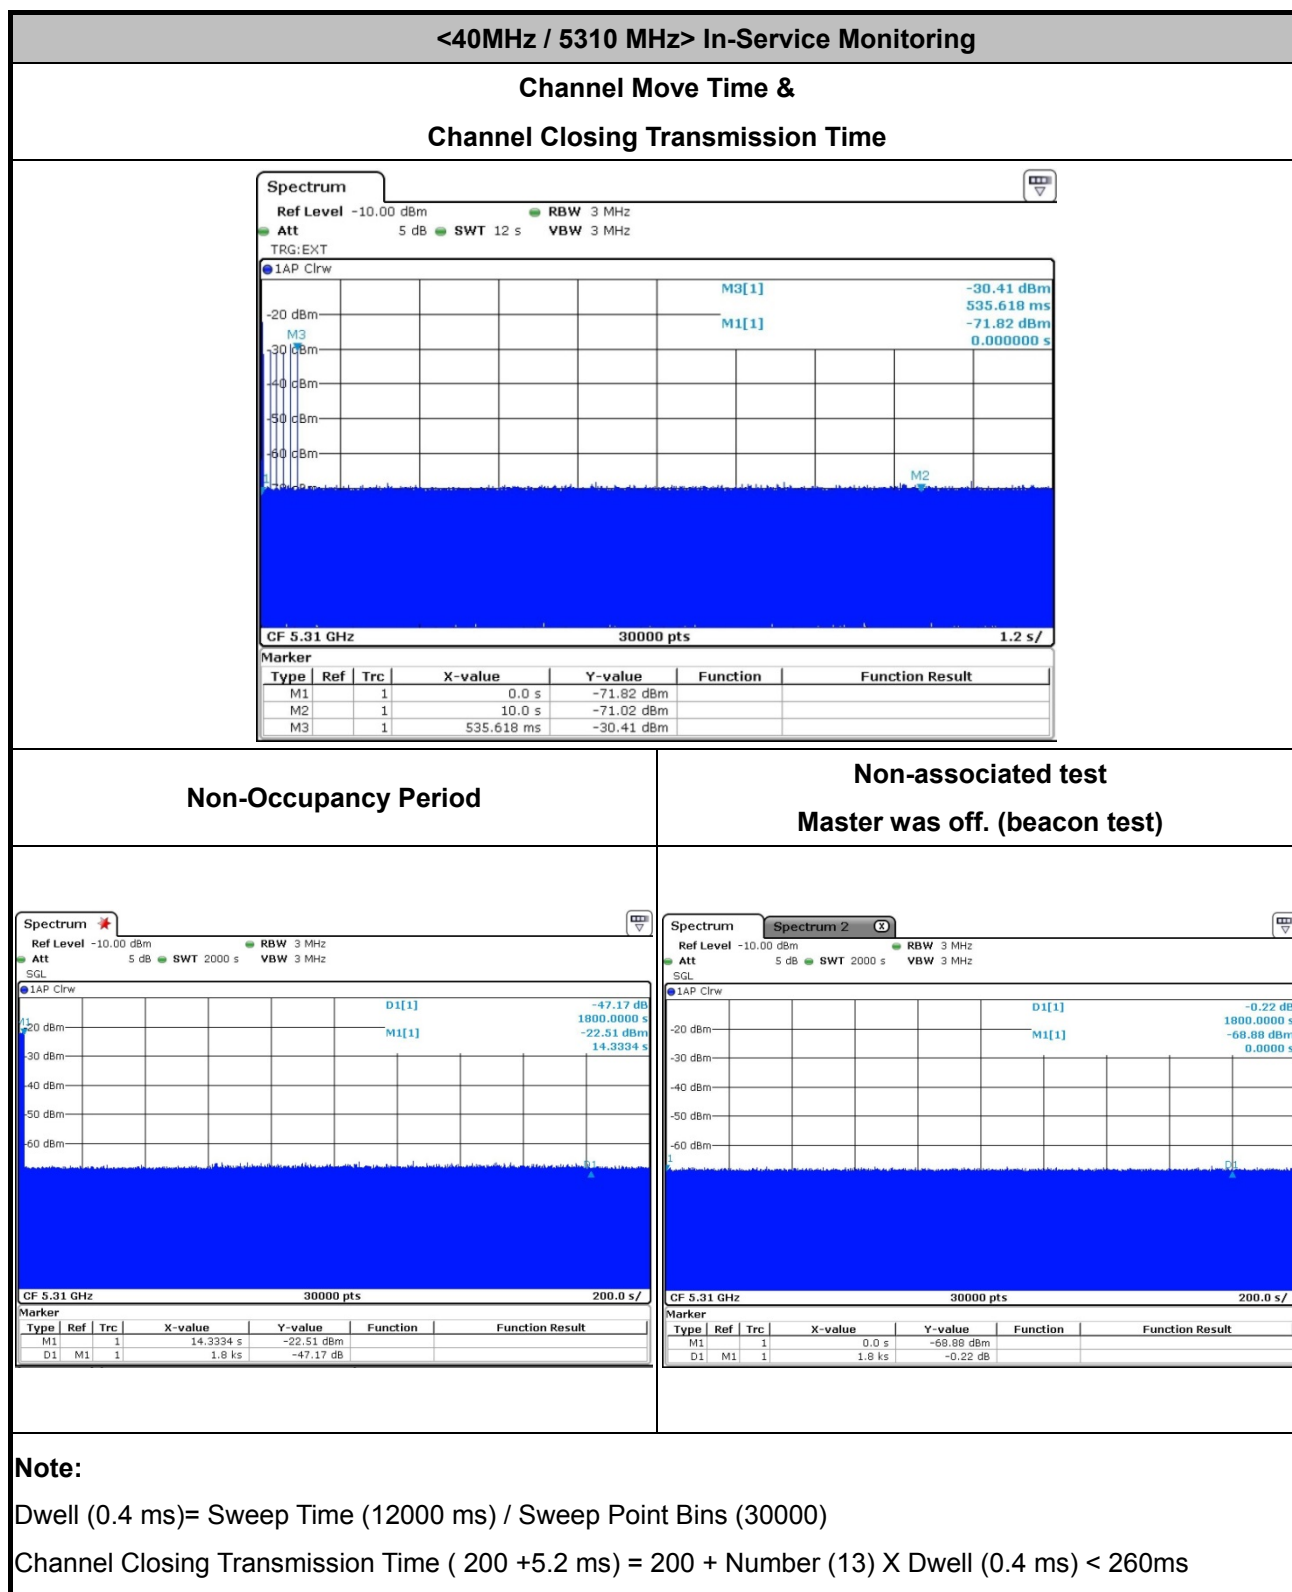 <40MHz / 5310 MHz> In-Service Monitoring
Channel Move Time &
Channel Closing Transmission Time
Spectrum
Ref Level -10.00 dBm RBW 3 MHz
Att 5 dB SWT 12 s VBW 3 MHz
TRG:EXT
1AP Clrw
M3[1] -30.41 dBm
535.618 ms
-20 dBm
M1[1] -71.82 dBm
0.000000 s
M3
-30 dBm
-40 dBm
-50 dBm
-60 dBm
M2
CF 5.31 GHz 30000 pts 1.2 s/
Marker
Type Ref Trc X-value Y-value Function Function Result
M1 1 0.0 s -71.82 dBm
M2 1 10.0 s -71.02 dBm
M3 1 535.618 ms -30.41 dBm
Non-Occupancy Period
Non-associated test
Master was off. (beacon test)
Spectrum
Ref Level -10.00 dBm RBW 3 MHz
Att 5 dB SWT 2000 s VBW 3 MHz
SGL
1AP Clrw
D1[1] -47.17 dB
1800.0000 s
M1
-20 dBm
M1[1] -22.51 dBm
14.3334 s
-30 dBm
-40 dBm
-50 dBm
-60 dBm
D1
CF 5.31 GHz 30000 pts 200.0 s/
Marker
Type Ref Trc X-value Y-value Function Function Result
M1 1 14.3334 s -22.51 dBm
D1 M1 1 1.8 ks -47.17 dB
Spectrum Spectrum 2 X
Ref Level -10.00 dBm RBW 3 MHz
Att 5 dB SWT 2000 s VBW 3 MHz
SGL
1AP Clrw
D1[1] -0.22 dB
1800.0000 s
-20 dBm
M1[1] -68.88 dBm
0.0000 s
-30 dBm
-40 dBm
-50 dBm
-60 dBm
D1
CF 5.31 GHz 30000 pts 200.0 s/
Marker
Type Ref Trc X-value Y-value Function Function Result
M1 1 0.0 s -68.88 dBm
D1 M1 1 1.8 ks -0.22 dB
Note:
Dwell (0.4 ms)= Sweep Time (12000 ms) / Sweep Point Bins (30000)
Channel Closing Transmission Time ( 200 +5.2 ms) = 200 + Number (13) X Dwell (0.4 ms) < 260ms